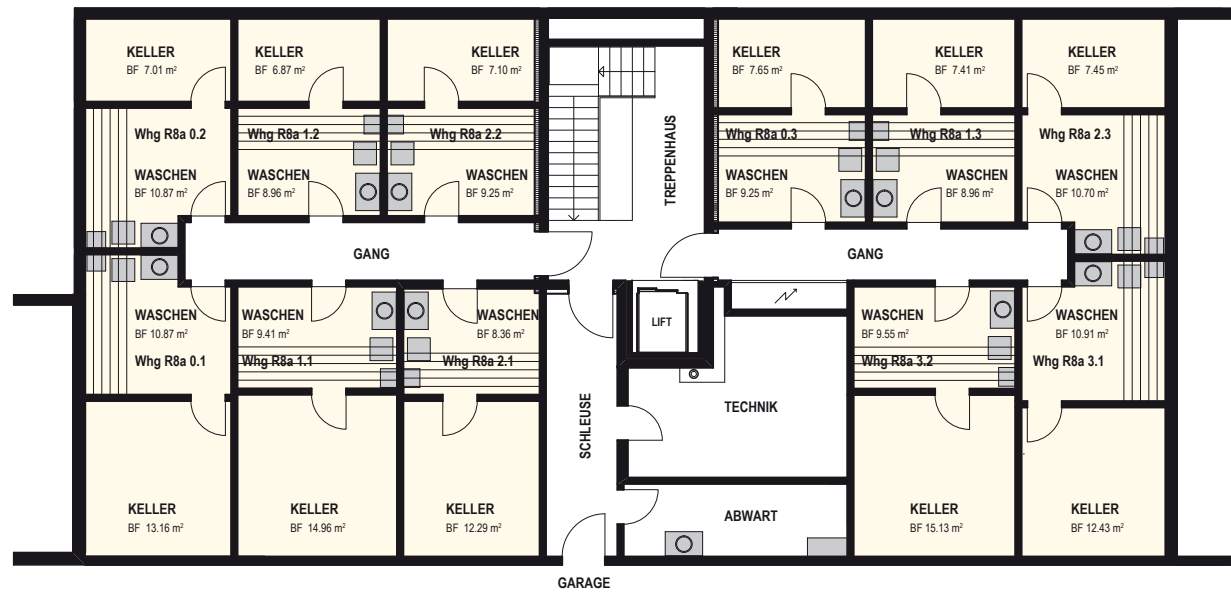 KELLER
BF 7.01 m²
KELLER
BF 6.87 m²
KELLER
BF 7.10 m²
KELLER
BF 7.65 m²
KELLER
BF 7.41 m²
KELLER
BF 7.45 m²
Whg R8a 0.2
Whg R8a 1.2
Whg R8a 2.2
Whg R8a 0.3
Whg R8a 1.3
Whg R8a 2.3
WASCHEN
BF 10.87 m²
WASCHEN
BF 8.96 m²
WASCHEN
BF 9.25 m²
TREPPENHAUS
WASCHEN
BF 9.25 m²
WASCHEN
BF 8.96 m²
WASCHEN
BF 10.70 m²
GANG
GANG
WASCHEN
BF 10.87 m²
Whg R8a 0.1
WASCHEN
BF 9.41 m²
Whg R8a 1.1
WASCHEN
BF 8.36 m²
Whg R8a 2.1
LIFT
WASCHEN
BF 9.55 m²
Whg R8a 3.2
WASCHEN
BF 10.91 m²
Whg R8a 3.1
SCHLEUSE
TECHNIK
KELLER
BF 13.16 m²
KELLER
BF 14.96 m²
KELLER
BF 12.29 m²
ABWART
KELLER
BF 15.13 m²
KELLER
BF 12.43 m²
GARAGE